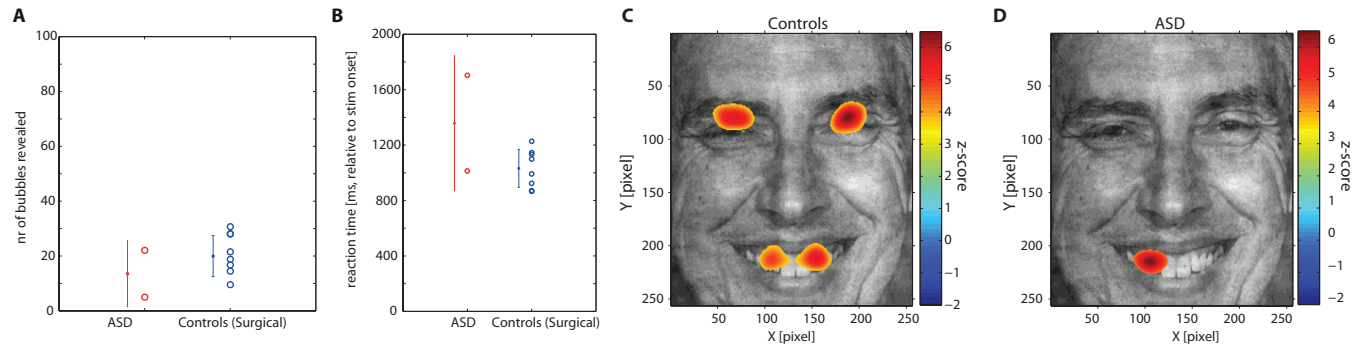 A
nr of bubbles revealed
100
80
60
40
20
0
ASD
Controls (Surgical)
B
reaction time [ms, relative to stim onset]
2000
1600
1200
800
400
0
ASD
Controls (Surgical)
C
Controls
Y [pixel]
50
100
150
200
250
50
100
150
200
250
X [pixel]
6
5
4
3
2
1
0
−1
−2
z-score
D
ASD
Y [pixel]
50
100
150
200
250
50
100
150
200
250
X [pixel]
6
5
4
3
2
1
0
−1
−2
z-score